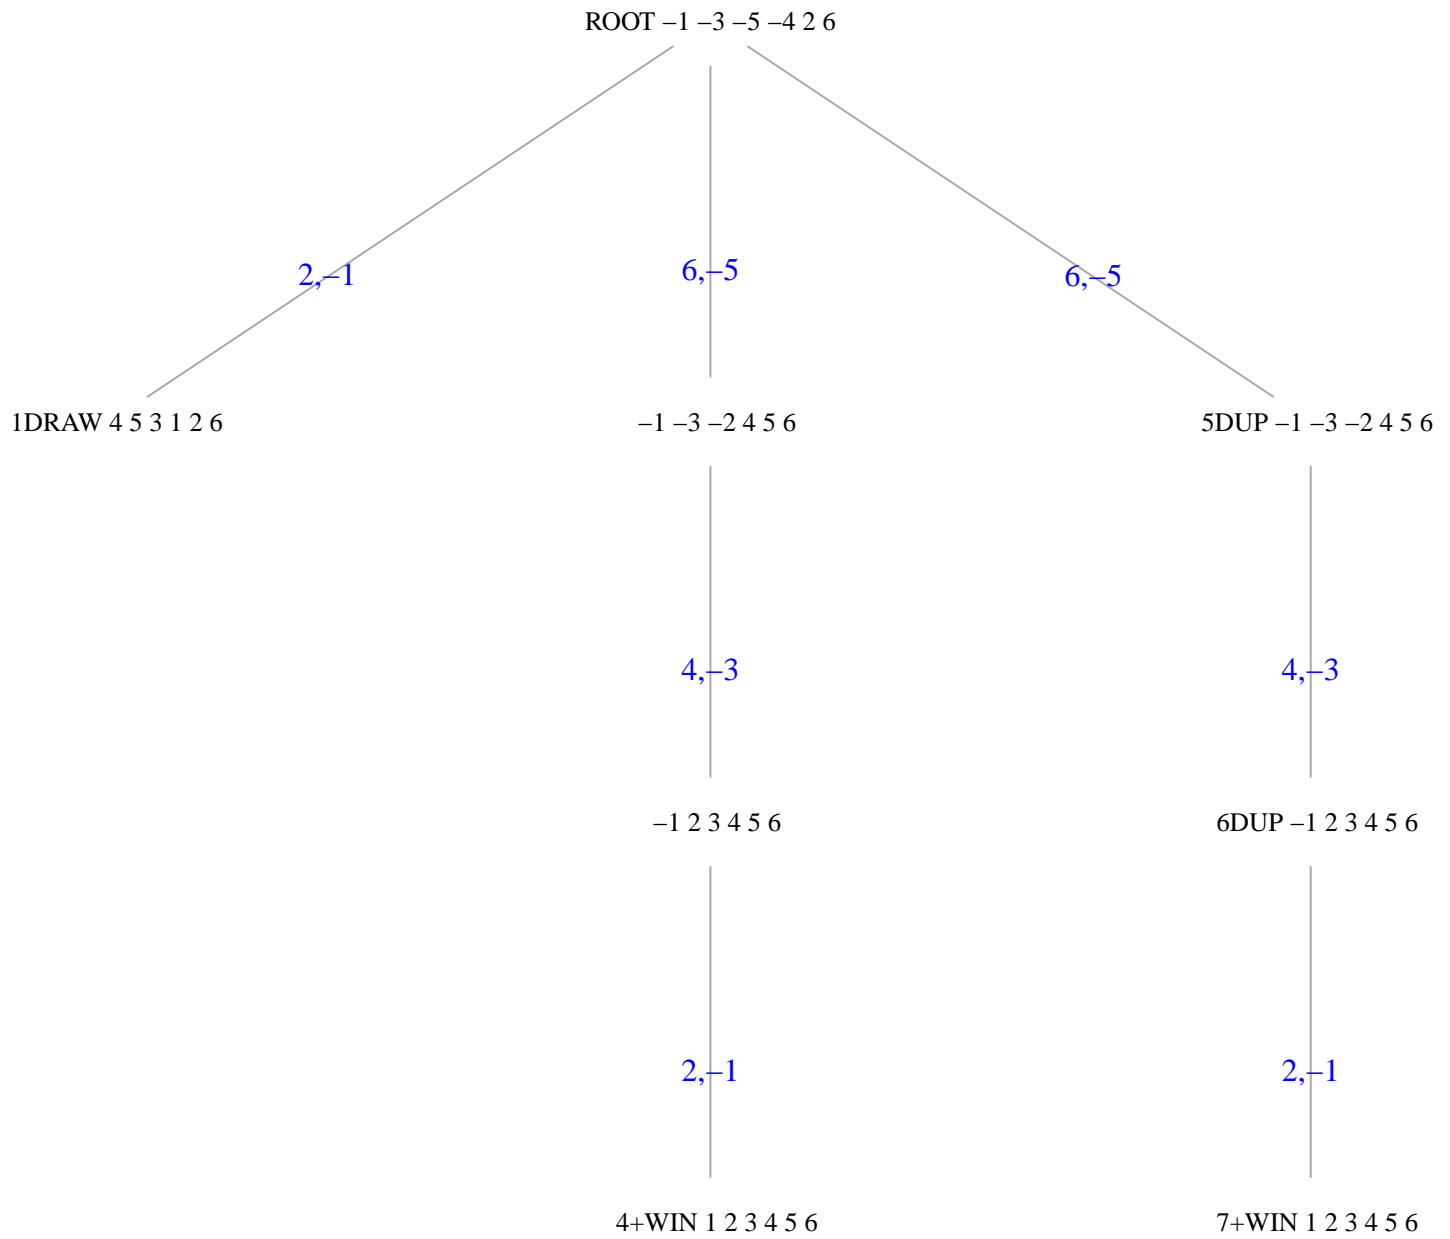 ROOT –1 –3 –5 –4 2 6
2,–1
6,–5
6,–5
1DRAW 4 5 3 1 2 6
–1 –3 –2 4 5 6
5DUP –1 –3 –2 4 5 6
4,–3
4,–3
–1 2 3 4 5 6
6DUP –1 2 3 4 5 6
2,–1
2,–1
4+WIN 1 2 3 4 5 6
7+WIN 1 2 3 4 5 6